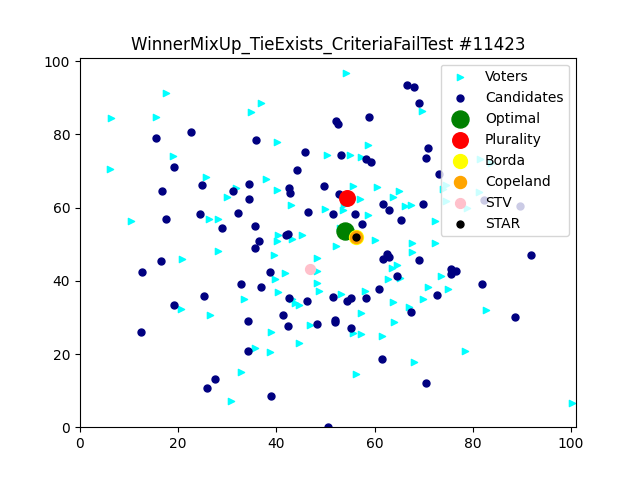 WinnerMixUp_TieExists_CriteriaFailTest #11423
100
80
60
40
20
0
0
20
40
60
80
100
Voters
Candidates
Optimal
Plurality
Borda
Copeland
STV
STAR